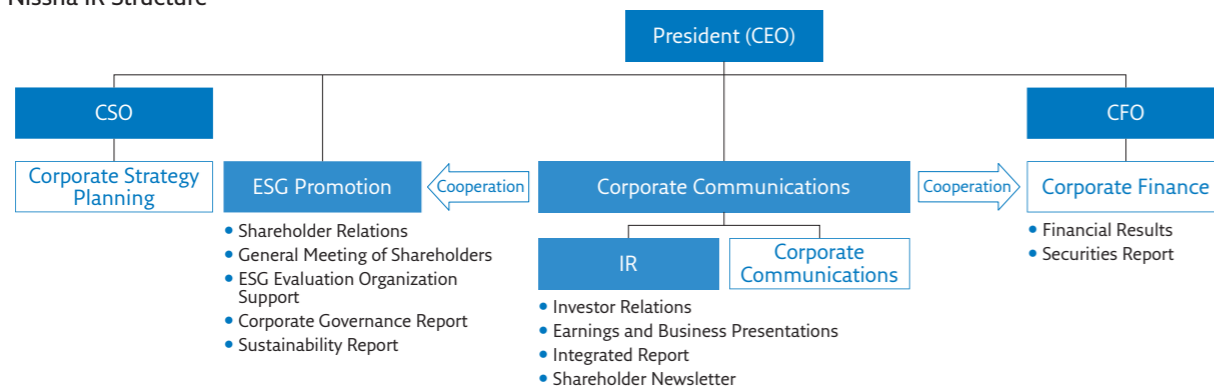 Nissha IR Structure
President (CEO)
CSO
CFO
Corporate Strategy
Planning
ESG Promotion
Cooperation
Corporate Communications
Cooperation
Corporate Finance
• Shareholder Relations
• General Meeting of Shareholders
• ESG Evaluation Organization
Support
• Corporate Governance Report
• Sustainability Report
IR
Corporate
Communications
• Investor Relations
• Earnings and Business Presentations
• Integrated Report
• Shareholder Newsletter
• Financial Results
• Securities Report